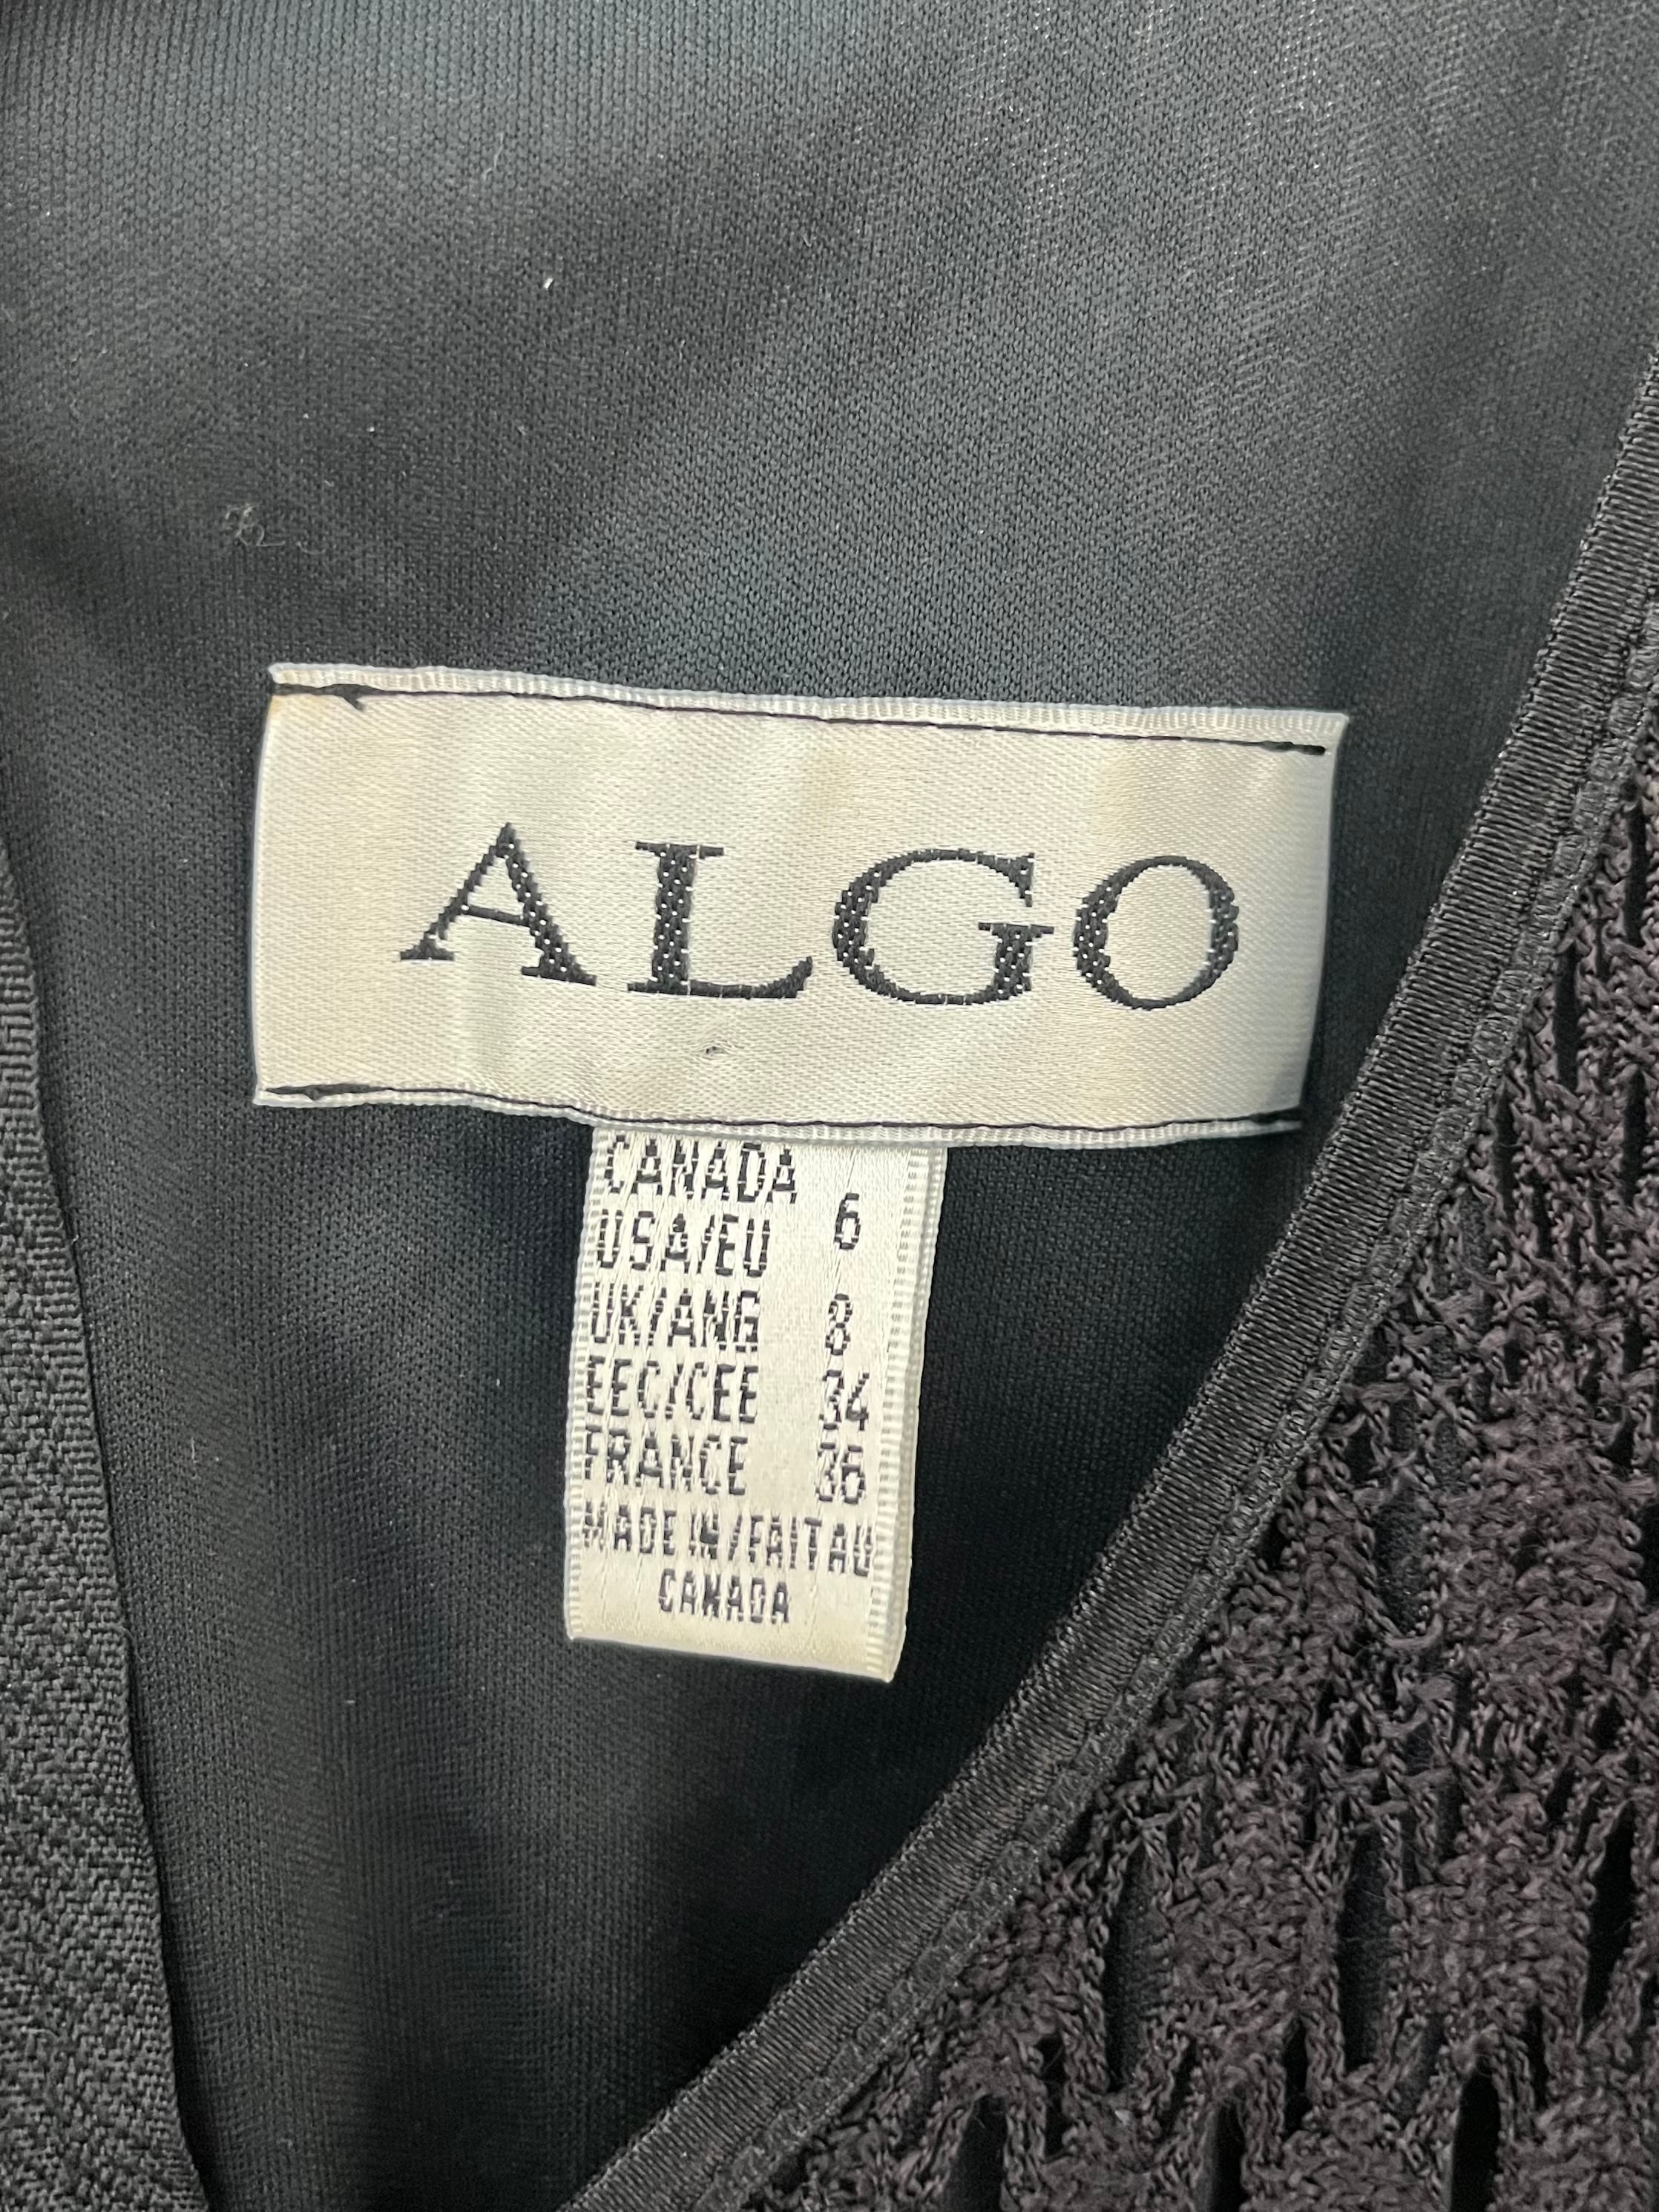 ALGO
CANADA
USA/EU 6
UK/ANG 8
EEC/CEE 34
FRANCE 36
MADE IN/FAIT AU
CANADA